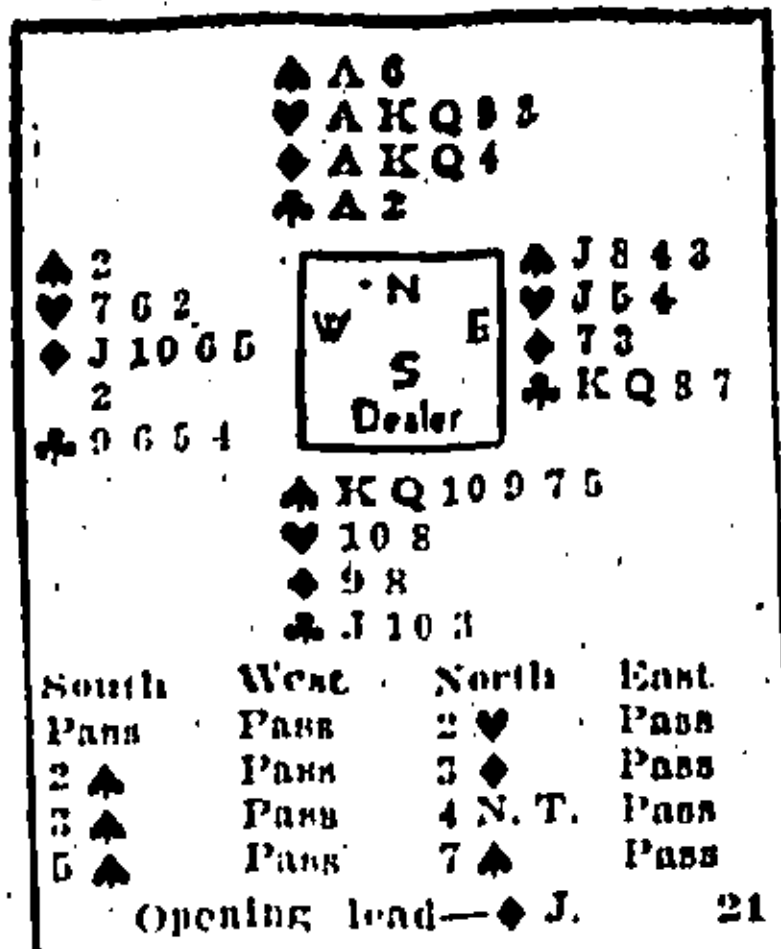 ♠ A 6
♥ A K Q 9 3
♦ A K Q 4
♣ A 2
♠ 2
♥ 7 6 2
♦ J 10 6 5
2
♣ 9 6 5 4
N
W E
S
Dealer
♠ J 8 4 3
♥ J 5 4
♦ 7 3
♣ K Q 8 7
♠ K Q 10 9 7 5
♥ 10 8
♦ 9 8
♣ J 10 3
South West North East
Pass Pass 2 ♥ Pass
2 ♠ Pass 3 ♦ Pass
3 ♠ Pass 4 N. T. Pass
5 ♠ Pass 7 ♠ Pass
Opening lead—♦ J. 21